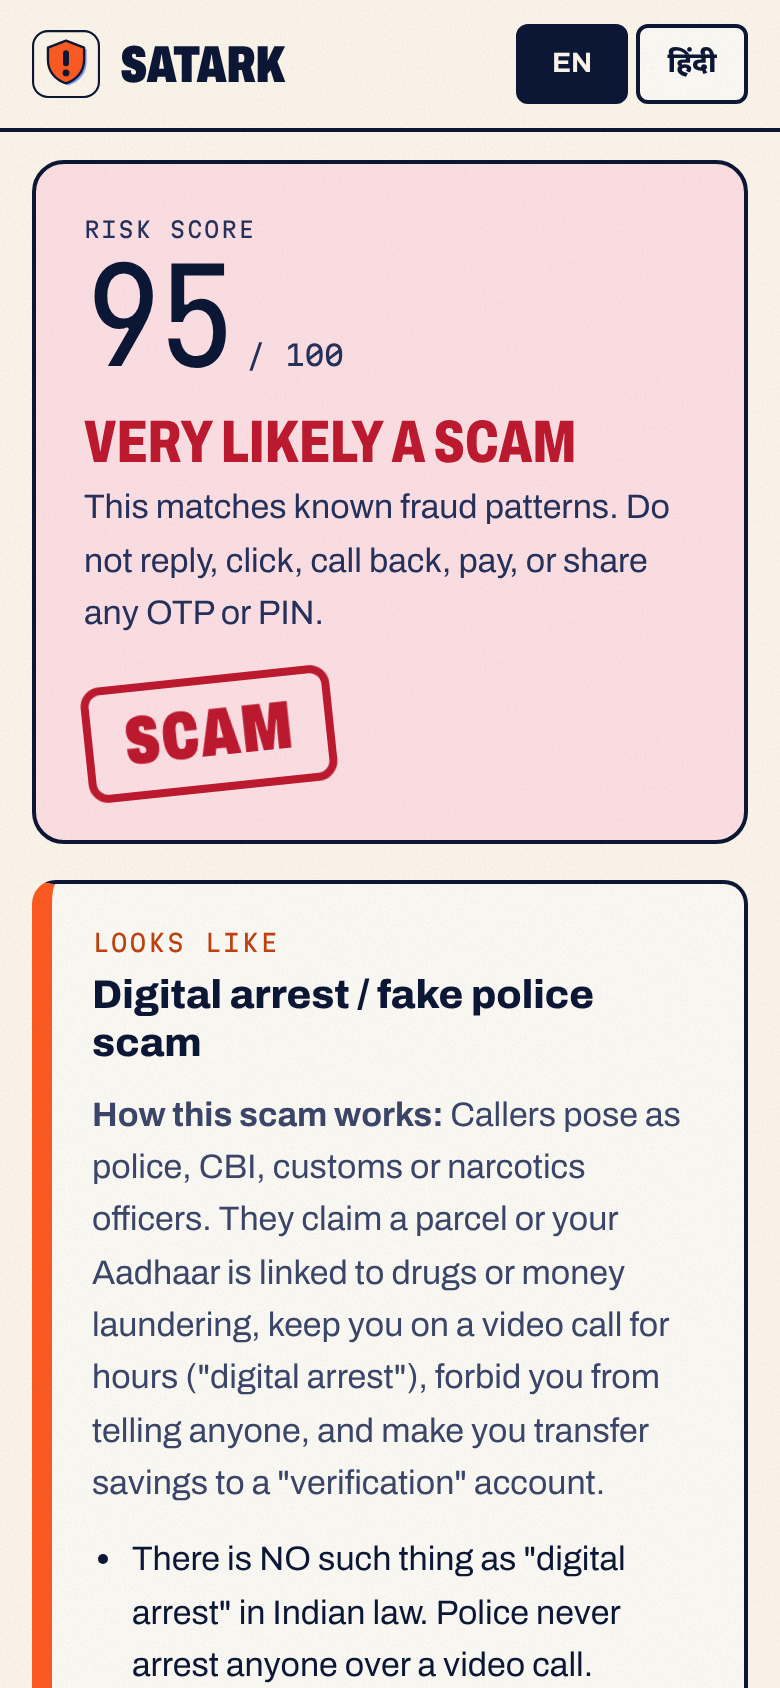 SATARK
EN
हिंदी
RISK SCORE
95 / 100
VERY LIKELY A SCAM
This matches known fraud patterns. Do
not reply, click, call back, pay, or share
any OTP or PIN.
SCAM
LOOKS LIKE
Digital arrest / fake police
scam
How this scam works: Callers pose as
police, CBI, customs or narcotics
officers. They claim a parcel or your
Aadhaar is linked to drugs or money
laundering, keep you on a video call for
hours ("digital arrest"), forbid you from
telling anyone, and make you transfer
savings to a "verification" account.
• There is NO such thing as "digital
arrest" in Indian law. Police never
arrest anyone over a video call.